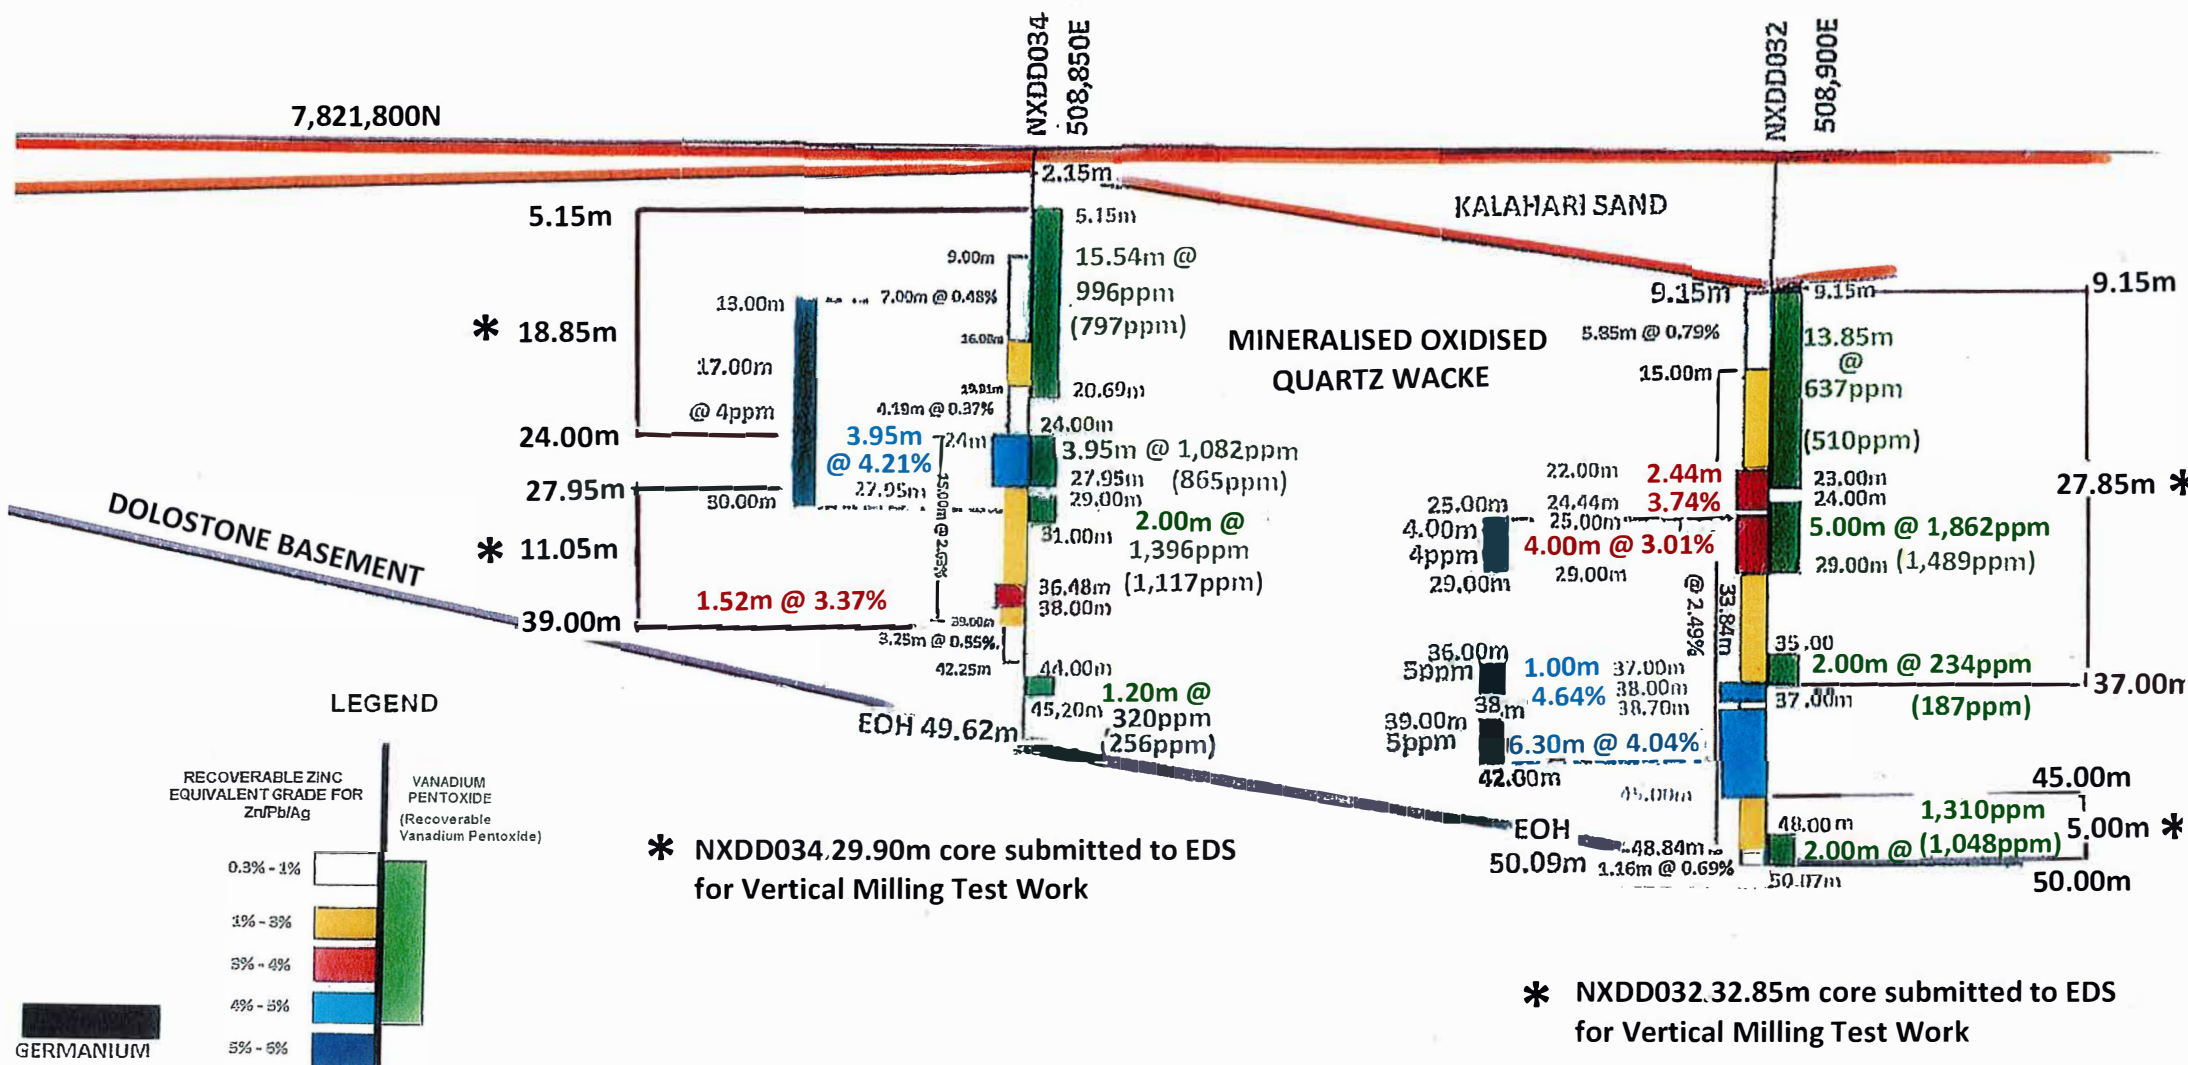 NXDD034
508,850E
NXDD032
508,900E
7,821,800N
2.15m
KALAHARI SAND
5.15m
5.15m
9.00m
15.54m @
996ppm
(797ppm)
13.00m
7.00m @ 0.48%
* 18.85m
16.00m
17.00m
@ 4ppm
20.69m
4.19m @ 0.37%
24.00m
24.00m
3.95m
@ 4.21%
24m
3.95m @ 1,082ppm
27.95m
(865ppm)
27.95m
27.95m
30.00m
29.00m
2.00m @
1,396ppm
(1,117ppm)
31.00m
DOLOSTONE BASEMENT
* 11.05m
36.48m
38.00m
1.52m @ 3.37%
39.00m
39.00m
3.25m @ 0.55%
42.25m
44.00m
1.20m @
320ppm
(256ppm)
45,20m
EOH 49.62m
MINERALISED OXIDISED
QUARTZ WACKE
9.15m
9.15m
9.15m
5.85m @ 0.79%
13.85m
@
637ppm
(510ppm)
15.00m
22.00m
2.44m
3.74%
24.44m
23.00m
24.00m
27.85m *
25.00m
4.00m
4ppm
29.00m
25.00m
4.00m @ 3.01%
29.00m
5.00m @ 1,862ppm
29.00m (1,489ppm)
@ 2.49%
33.84m
35.00
2.00m @ 234ppm
(187ppm)
37.00m
37.00m
36.00m
5ppm
38.m
1.00m
4.64%
37.00m
38.00m
38.70m
39.00m
5ppm
42.00m
6.30m @ 4.04%
45.00m
45.00m
48.00m
1,310ppm
2.00m @ (1,048ppm)
5.00m *
EOH
50.09m
48.84m
1.16m @ 0.69%
50.07m
50.00m
LEGEND
RECOVERABLE ZINC
EQUIVALENT GRADE FOR
Zn/Pb/Ag
VANADIUM
PENTOXIDE
(Recoverable
Vanadium Pentoxide)
0.3% - 1%
1% - 3%
3% - 4%
4% - 5%
5% - 6%
GERMANIUM
* NXDD034.29.90m core submitted to EDS
for Vertical Milling Test Work
* NXDD032.32.85m core submitted to EDS
for Vertical Milling Test Work